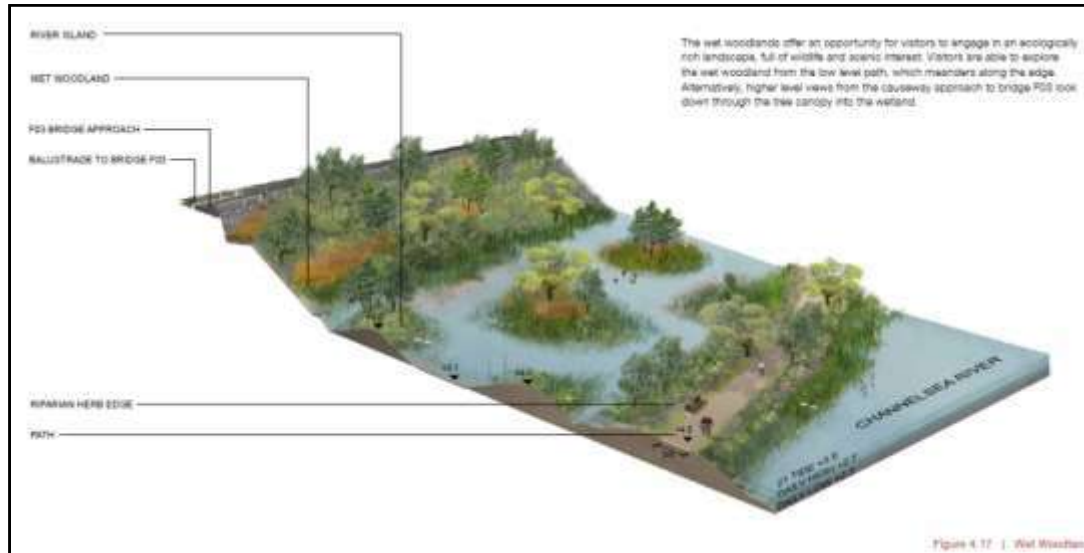 RIVER ISLAND
The wet woodlands offer an opportunity for visitors to engage in an ecologically
rich landscape, full of wildlife and scenic interest. Visitors are able to explore
the wet woodland from the low level path, which meanders along the edge.
Alternatively, higher level views from the causeway approach to bridge F03 look
down through the tree canopy into the wetland.
WET WOODLAND
F03 BRIDGE APPROACH
BALUSTRADE TO BRIDGE F03
RIPARIAN HERB EDGE
PATH
CHANNELSEA RIVER
Figure 4.17 | Wet